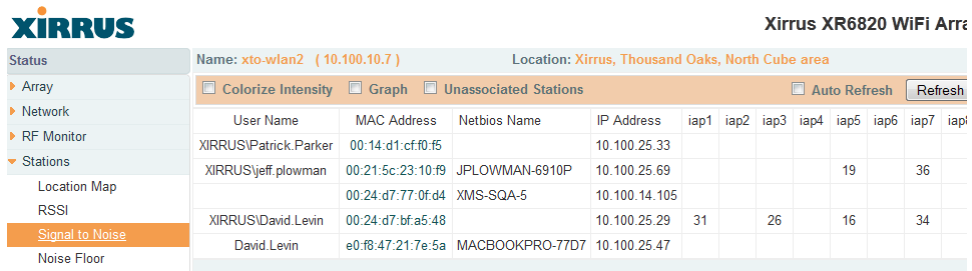 XIRRUS
Xirrus XR6820 WiFi Arra
Status
Name: xto-wlan2 ( 10.100.10.7 ) Location: Xirrus, Thousand Oaks, North Cube area
Array
Network
RF Monitor
Stations
Location Map
RSSI
Signal to Noise
Noise Floor
Colorize Intensity Graph Unassociated Stations Auto Refresh Refresh
User Name MAC Address Netbios Name IP Address iap1 iap2 iap3 iap4 iap5 iap6 iap7 iap8
XIRRUS\Patrick.Parker 00:14:d1:cf:f0:f5 10.100.25.33
XIRRUS\jeff.plowman 00:21:5c:23:10:f9 JPLOWMAN-6910P 10.100.25.69 19 36
00:24:d7:77:0f:d4 XMS-SQA-5 10.100.14.105
XIRRUS\David.Levin 00:24:d7:bf:a5:48 10.100.25.29 31 26 16 34
David.Levin e0:f8:47:21:7e:5a MACBOOKPRO-77D7 10.100.25.47